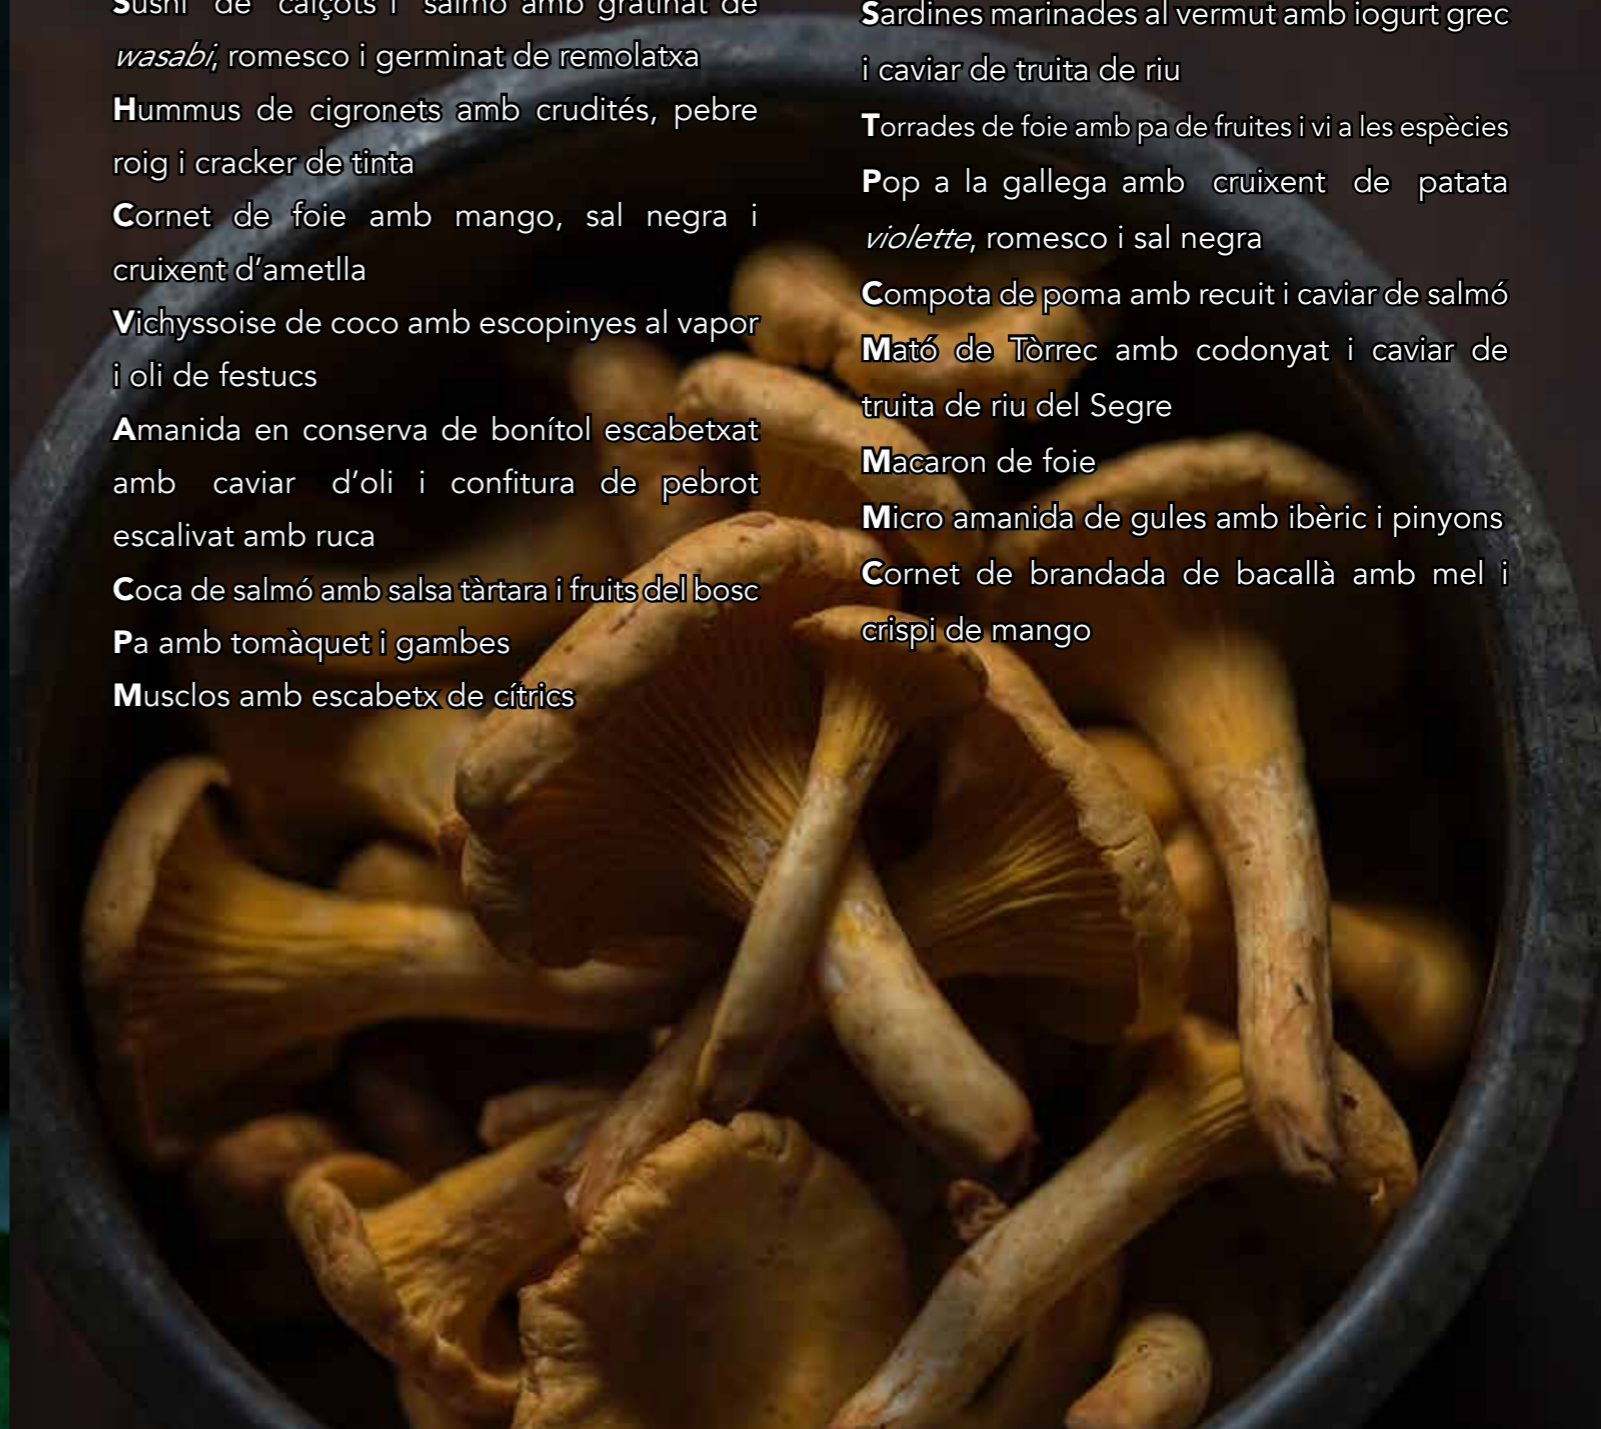 Sushi de calçots i salmó amb gratinat de
wasabi, romesco i germinat de remolatxa
Hummus de cigronets amb crudités, pebre
roig i cracker de tinta
Cornet de foie amb mango, sal negra i
cruixent d'ametlla
Vichyssoise de coco amb escopinyes al vapor
i oli de festucs
Amanida en conserva de bonítol escabetxat
amb caviar d'oli i confitura de pebrot
escalivat amb ruca
Coca de salmó amb salsa tàrtara i fruits del bosc
Pa amb tomàquet i gambes
Musclos amb escabetx de cítrics
Sardines marinades al vermut amb iogurt grec
i caviar de truita de riu
Torrades de foie amb pa de fruites i vi a les espècies
Pop a la gallega amb cruixent de patata
violette, romesco i sal negra
Compota de poma amb recuit i caviar de salmó
Mató de Tòrrec amb codonyat i caviar de
truita de riu del Segre
Macaron de foie
Micro amanida de gules amb ibèric i pinyons
Cornet de brandada de bacallà amb mel i
crispi de mango